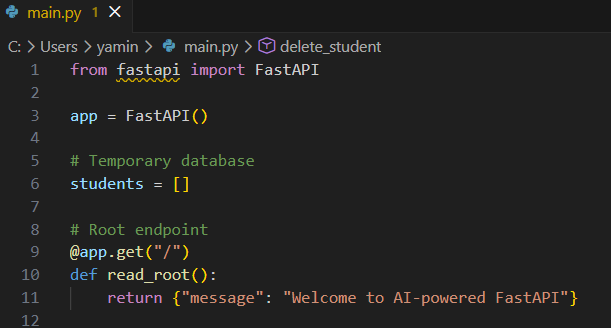 main.py 1 ×
C: > Users > yamin > main.py > delete_student
1 from fastapi import FastAPI
2
3 app = FastAPI()
4
5 # Temporary database
6 students = []
7
8 # Root endpoint
9 @app.get("/")
10 def read_root():
11     return {"message": "Welcome to AI-powered FastAPI"}
12